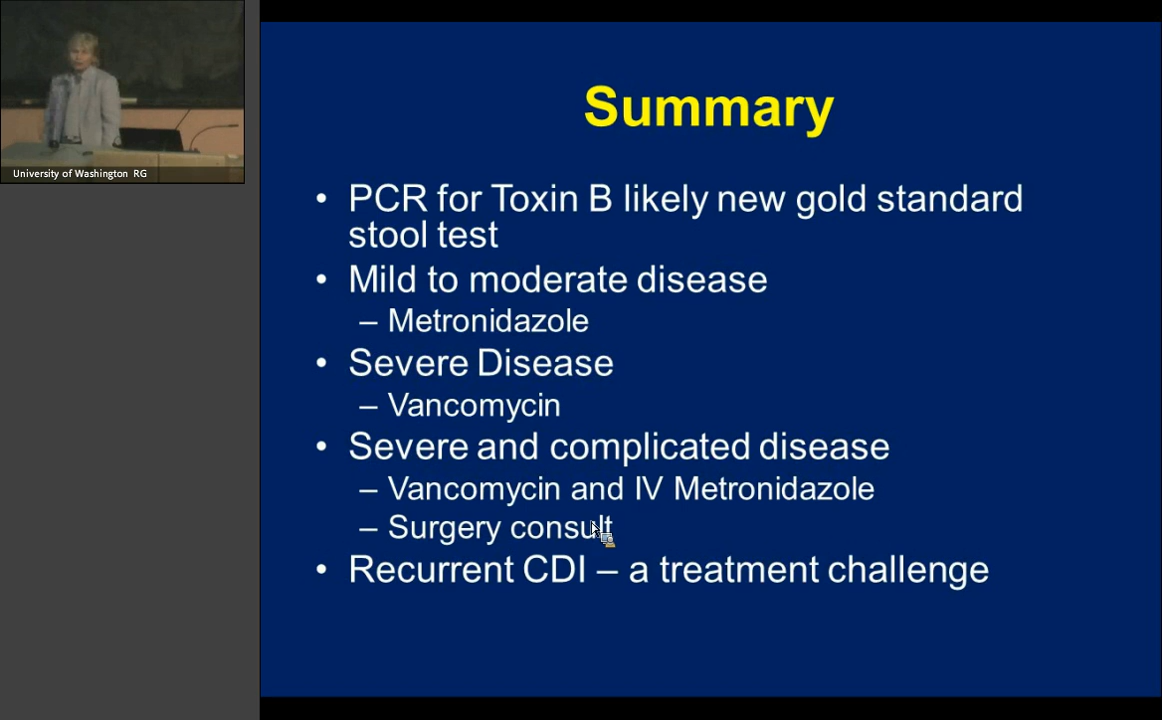 University of Washington RG
Summary
• PCR for Toxin B likely new gold standard
stool test
• Mild to moderate disease
– Metronidazole
• Severe Disease
– Vancomycin
• Severe and complicated disease
– Vancomycin and IV Metronidazole
– Surgery consult
• Recurrent CDI – a treatment challenge